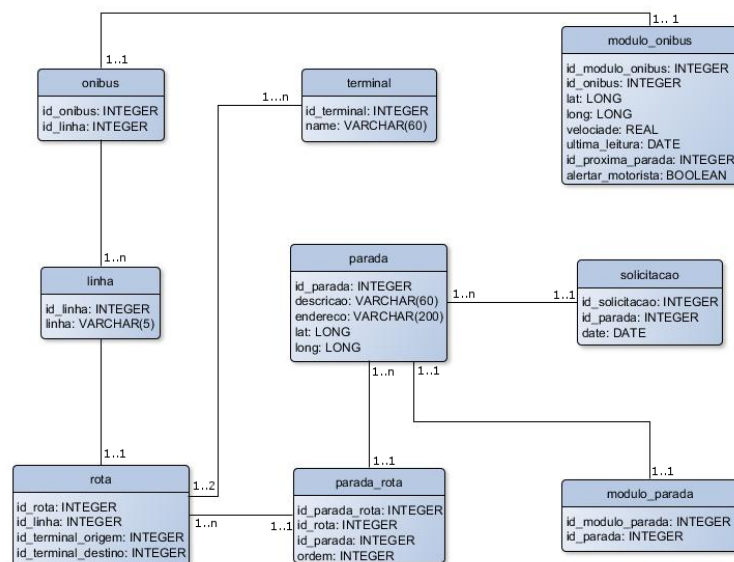 1..1
1.. 1
onibus
id_onibus: INTEGER
id_linha: INTEGER
terminal
id_terminal: INTEGER
name: VARCHAR(60)
1...n
modulo_onibus
id_modulo_onibus: INTEGER
id_onibus: INTEGER
lat: LONG
long: LONG
velociade: REAL
ultima_leitura: DATE
id_proxima_parada: INTEGER
alertar_motorista: BOOLEAN
1..n
linha
id_linha: INTEGER
linha: VARCHAR(5)
parada
id_parada: INTEGER
descricao: VARCHAR(60)
endereco: VARCHAR(200)
lat: LONG
long: LONG
1..n
1..1
solicitacao
id_solicitacao: INTEGER
id_parada: INTEGER
date: DATE
1..n
1..1
1..1
1..2
1..1
1..1
rota
id_rota: INTEGER
id_linha: INTEGER
id_terminal_origem: INTEGER
id_terminal_destino: INTEGER
1..n
1..1
parada_rota
id_parada_rota: INTEGER
id_rota: INTEGER
id_parada: INTEGER
ordem: INTEGER
modulo_parada
id_modulo_parada: INTEGER
id_parada: INTEGER